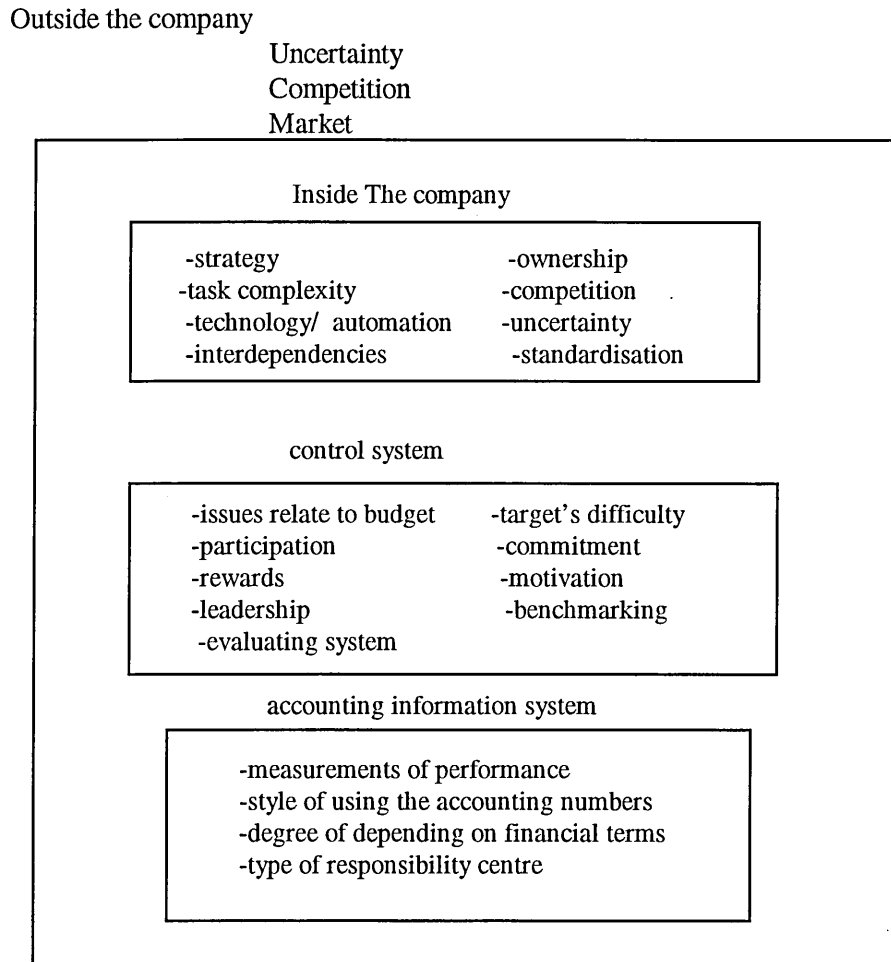 Outside the company
Uncertainty
Competition
Market
Inside The company
-strategy -ownership
-task complexity -competition
-technology/ automation -uncertainty
-interdependencies -standardisation
control system
-issues relate to budget -target's difficulty
-participation -commitment
-rewards -motivation
-leadership -benchmarking
-evaluating system
accounting information system
-measurements of performance
-style of using the accounting numbers
-degree of depending on financial terms
-type of responsibility centre